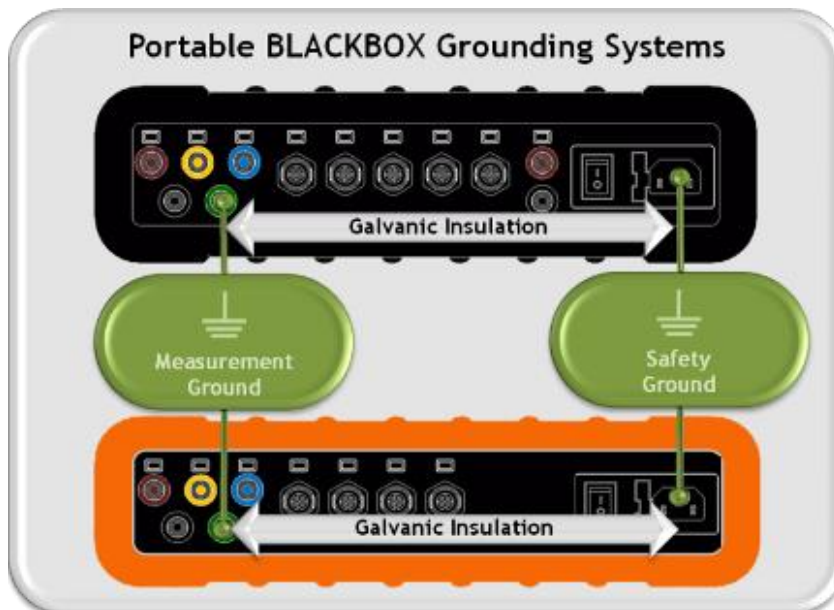 Portable BLACKBOX Grounding Systems
Galvanic Insulation
Measurement
Ground
Safety
Ground
Galvanic Insulation